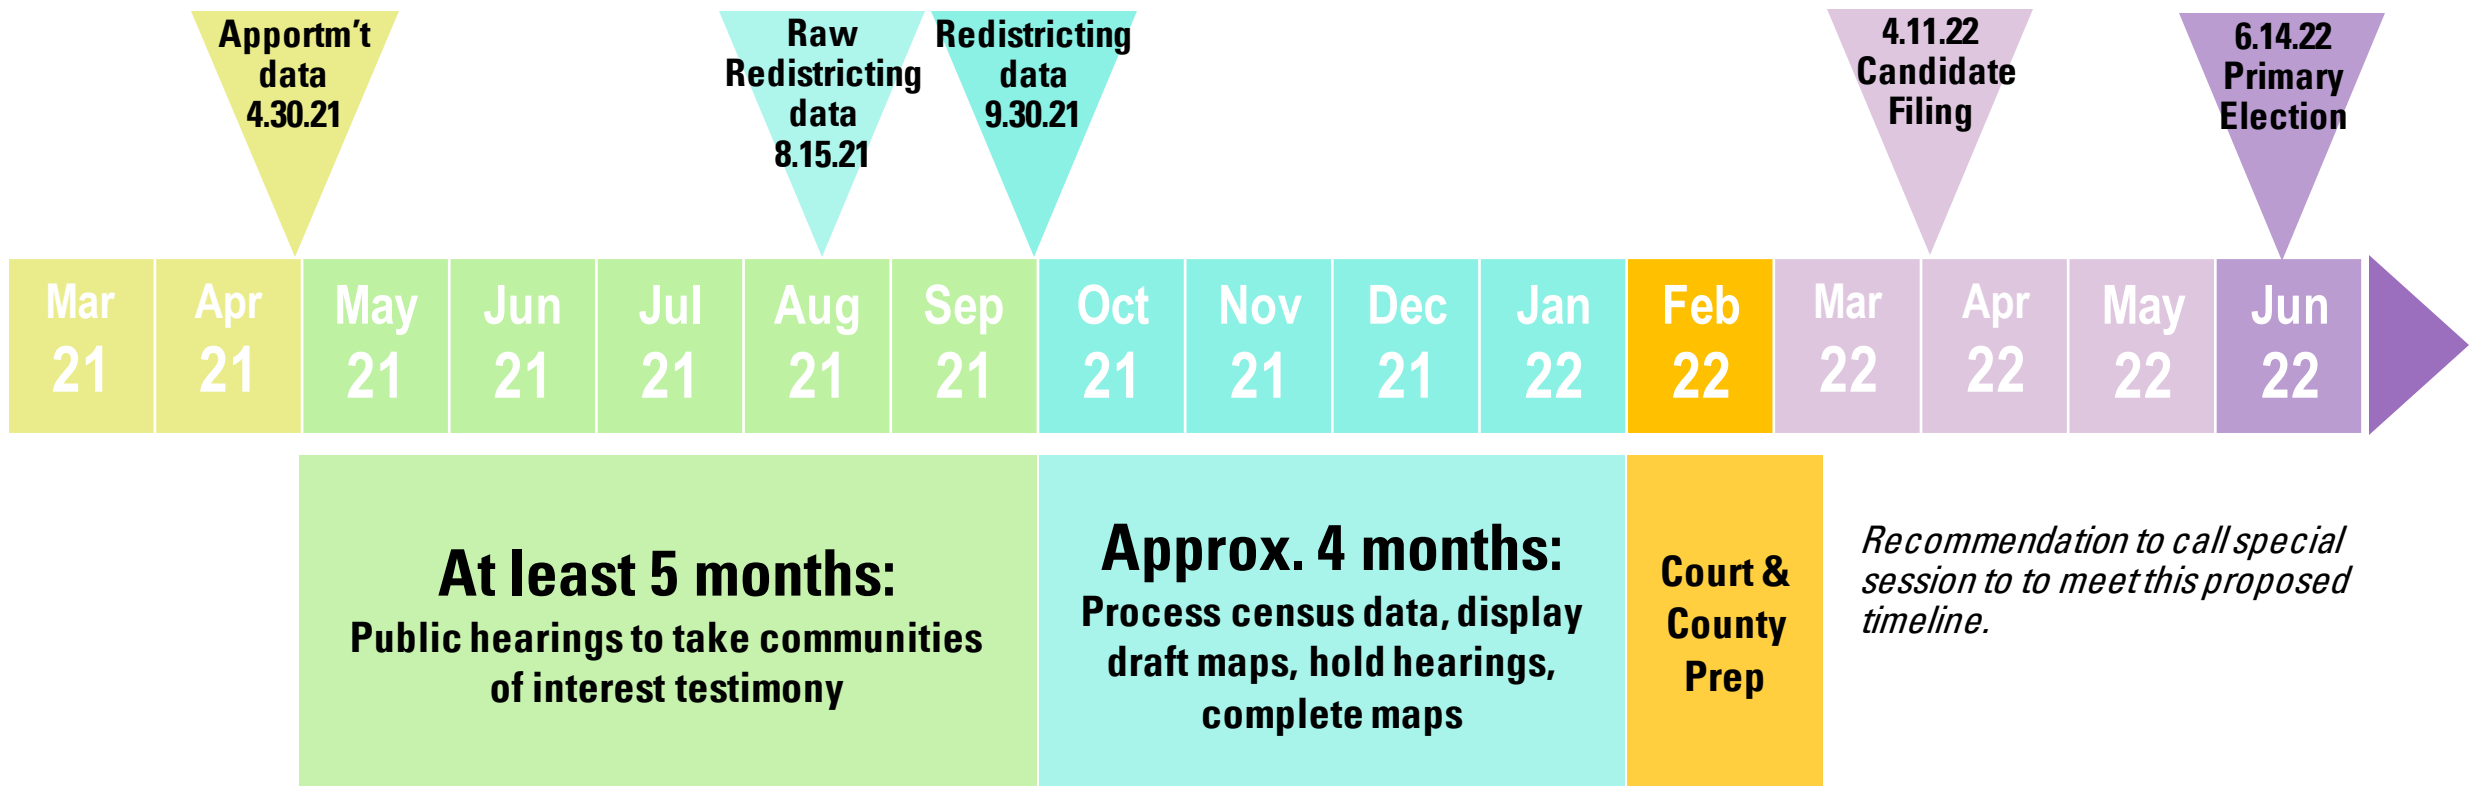 Apportm't
data
4.30.21
Raw
Redistricting
data
8.15.21
Redistricting
data
9.30.21
4.11.22
Candidate
Filing
6.14.22
Primary
Election
Mar
21
Apr
21
May
21
Jun
21
Jul
21
Aug
21
Sep
21
Oct
21
Nov
21
Dec
21
Jan
22
Feb
22
Mar
22
Apr
22
May
22
Jun
22
At least 5 months:
Public hearings to take communities
of interest testimony
Approx. 4 months:
Process census data, display
draft maps, hold hearings,
complete maps
Court &
County
Prep
Recommendation to call special
session to to meet this proposed
timeline.